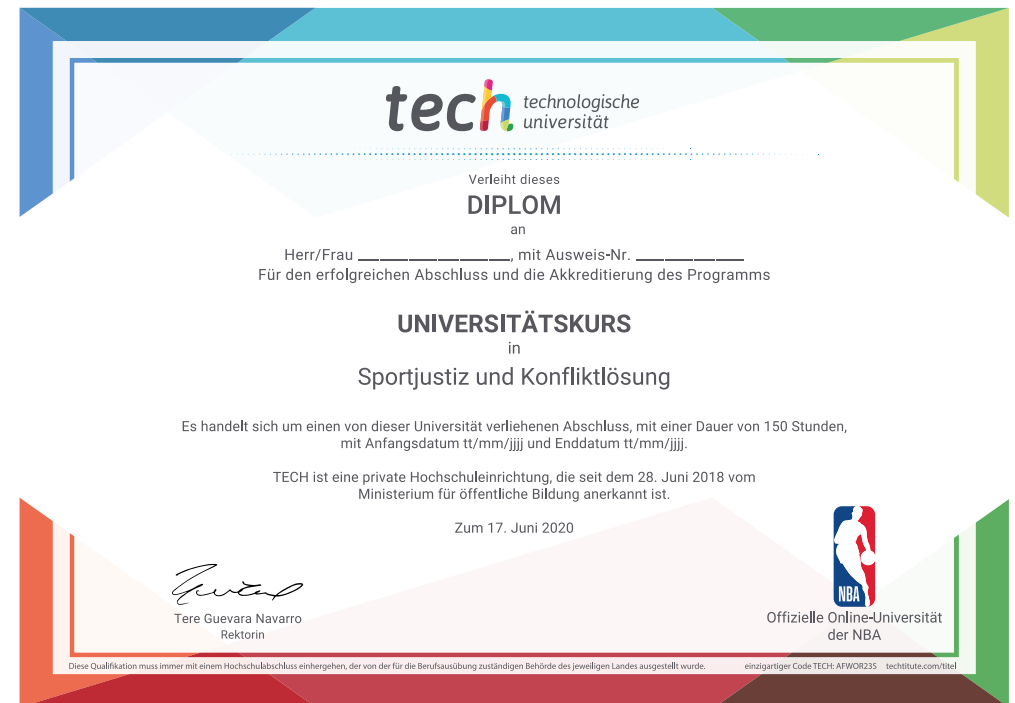 tech technologische
universität
Verleiht dieses
DIPLOM
an
Herr/Frau ____________, mit Ausweis-Nr. _________
Für den erfolgreichen Abschluss und die Akkreditierung des Programms
UNIVERSITÄTSKURS
in
Sportjustiz und Konfliktlösung
Es handelt sich um einen von dieser Universität verliehenen Abschluss, mit einer Dauer von 150 Stunden,
mit Anfangsdatum tt/mm/jjjj und Enddatum tt/mm/jjjj.
TECH ist eine private Hochschuleinrichtung, die seit dem 28. Juni 2018 vom
Ministerium für öffentliche Bildung anerkannt ist.
Zum 17. Juni 2020
Tere Guevara Navarro
Rektorin
NBA
Offizielle Online-Universität
der NBA
Diese Qualifikation muss immer mit einem Hochschulabschluss einhergehen, der von der für die Berufsausübung zuständigen Behörde des jeweiligen Landes ausgestellt wurde. einzigartiger Code TECH: AFWOR23S techtitute.com/titel